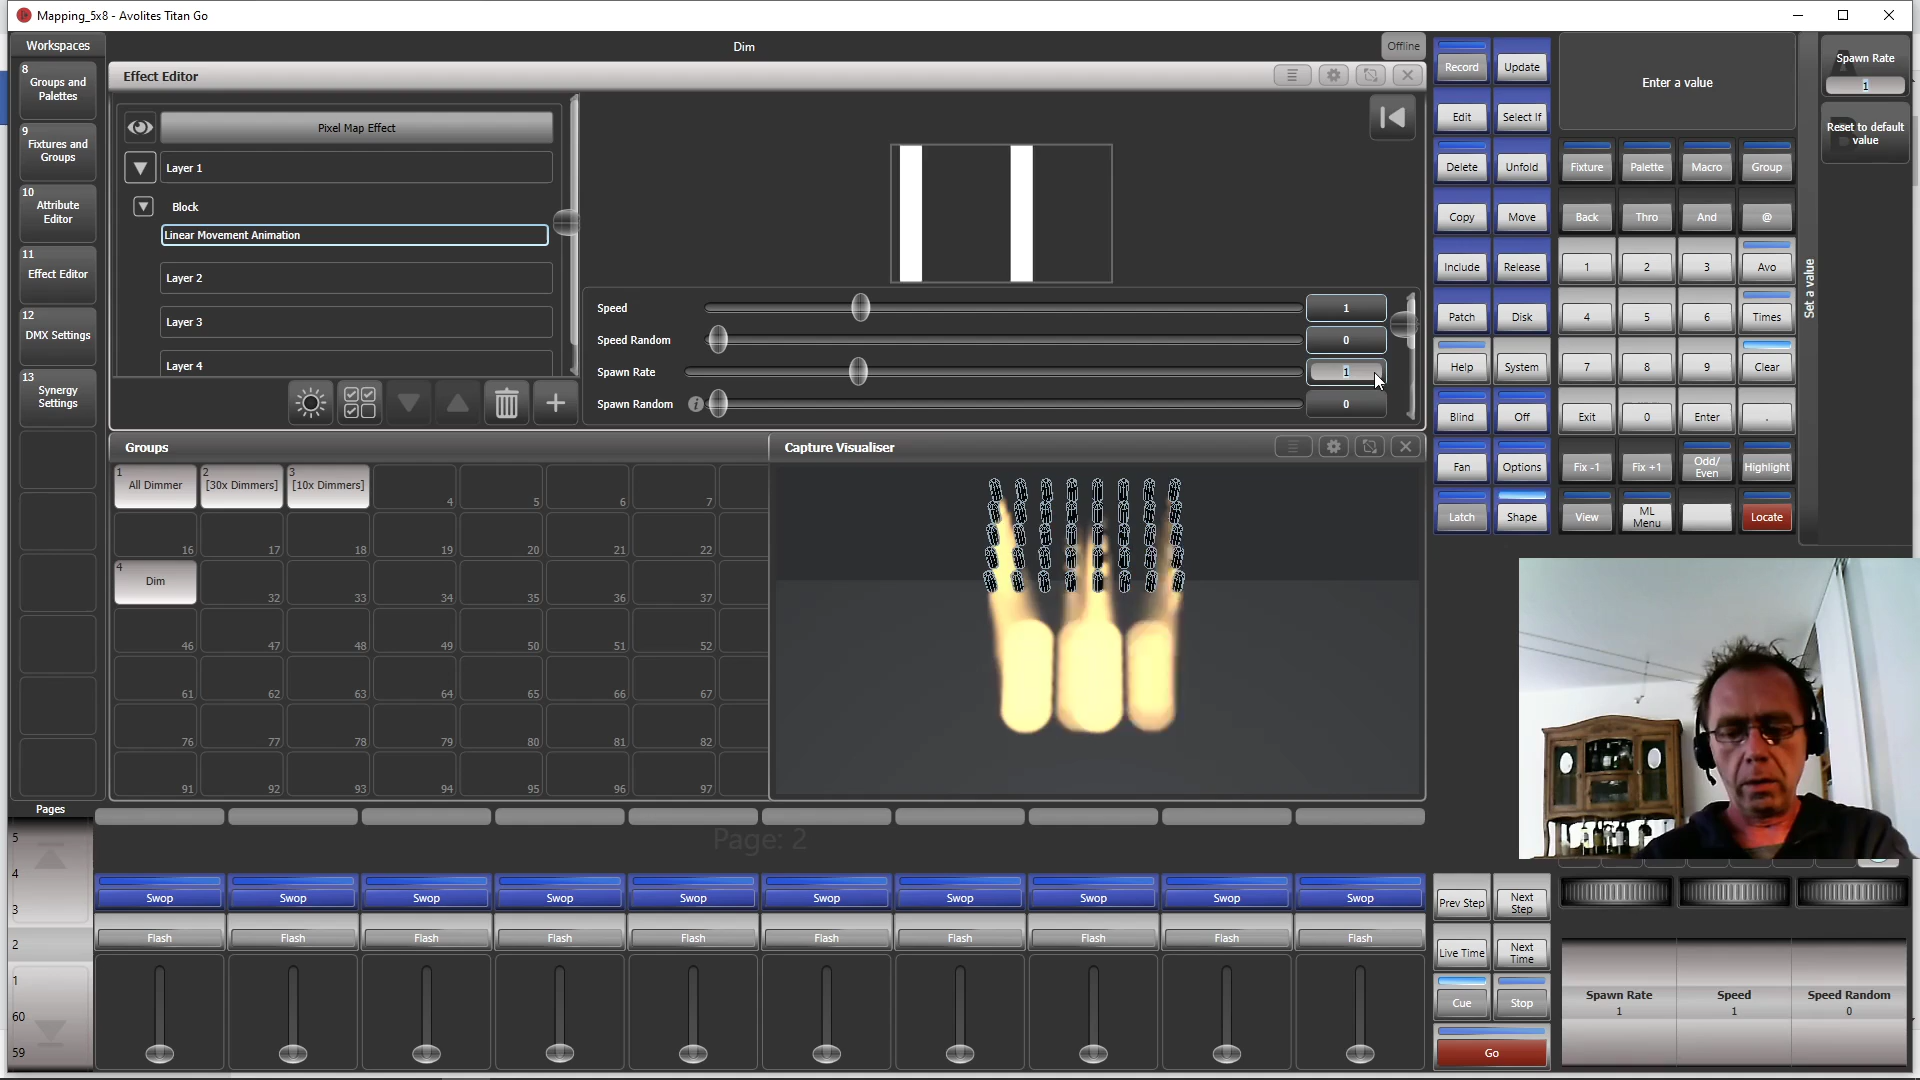 Mapping_5x8 - Avolites Titan Go
Workspaces
8
Groups and
Palettes
9
Fixtures and
Groups
10
Attribute
Editor
11
Effect Editor
12
DMX Settings
13
Synergy
Settings
Dim
Offline
Effect Editor
Pixel Map Effect
Layer 1
Block
Linear Movement Animation
Layer 2
Layer 3
Layer 4
Speed
1
Speed Random
0
Spawn Rate
1
Spawn Random
i
0
Groups
1
All Dimmer
2
[30x Dimmers]
3
[10x Dimmers]
4
5
6
7
16
17
18
19
20
21
22
4
Dim
32
33
34
35
36
37
46
47
48
49
50
51
52
61
62
63
64
65
66
67
76
77
78
79
80
81
82
91
92
93
94
95
96
97
Capture Visualiser
Record
Update
Edit
Select If
Delete
Unfold
Copy
Move
Include
Release
Patch
Disk
Help
System
Blind
Off
Fan
Options
Latch
Shape
Enter a value
Fixture
Palette
Macro
Group
Back
Thro
And
@
1
2
3
Avo
4
5
6
Times
7
8
9
Clear
Exit
0
Enter
.
Fix -1
Fix +1
Odd/
Even
Highlight
View
ML
Menu
Locate
Set a value
A
Spawn Rate
1
B
Reset to default
value
Pages
5
4
3
2
1
60
59
Page: 2
Swop
Swop
Swop
Swop
Swop
Swop
Swop
Swop
Swop
Swop
Flash
Flash
Flash
Flash
Flash
Flash
Flash
Flash
Flash
Flash
Prev Step
Next
Step
Live Time
Next
Time
Cue
Stop
Go
Spawn Rate
1
Speed
1
Speed Random
0